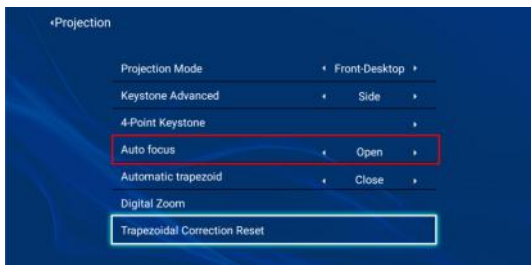 Projection
Projection Mode Front-Desktop
Keystone Advanced Side
4-Point Keystone
Auto focus Open
Automatic trapezoid Close
Digital Zoom
Trapezoidal Correction Reset